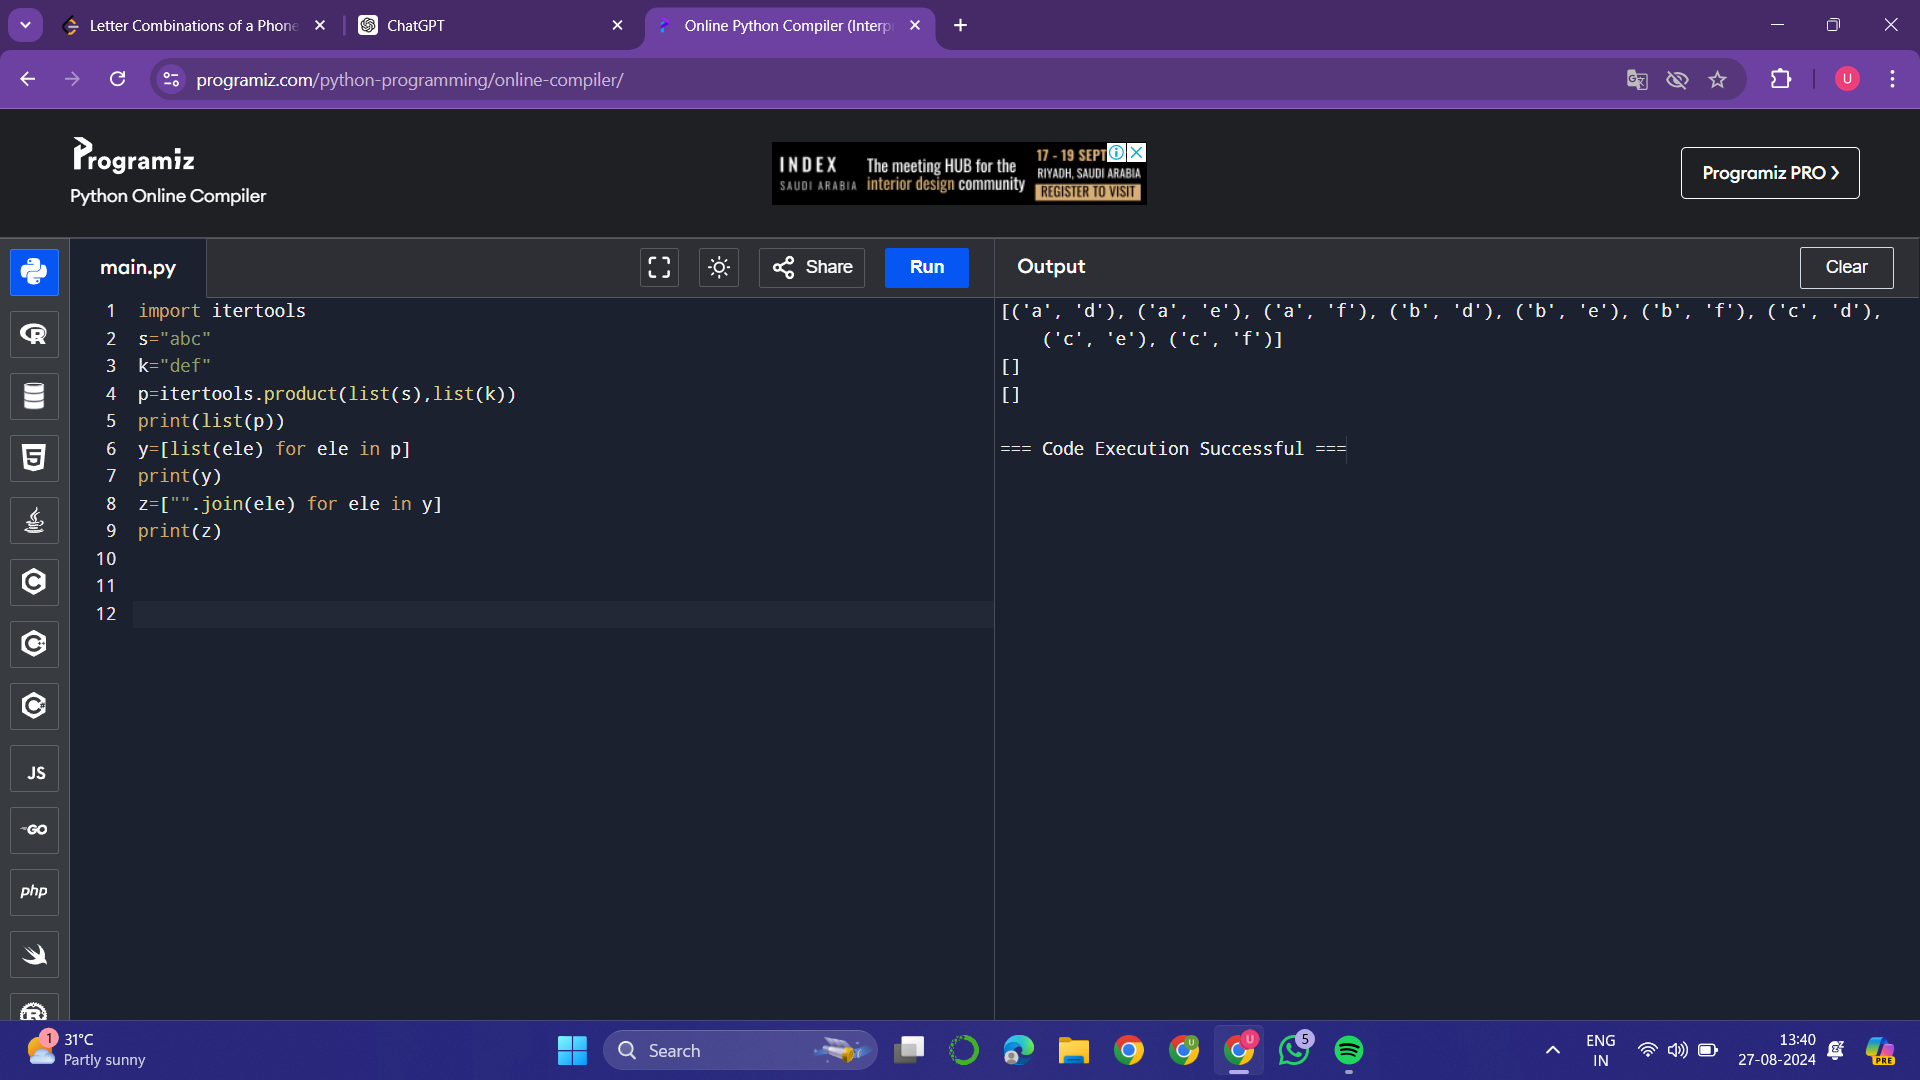 Letter Combinations of a Phone
ChatGPT
Online Python Compiler (Interp
programiz.com/python-programming/online-compiler/
U
Programiz
Python Online Compiler
INDEX
SAUDI ARABIA
The meeting HUB for the
interior design community
17 - 19 SEPT
RIYADH, SAUDI ARABIA
REGISTER TO VISIT
Programiz PRO
main.py
Share
Run
Output
Clear
1 import itertools
2 s="abc"
3 k="def"
4 p=itertools.product(list(s),list(k))
5 print(list(p))
6 y=[list(ele) for ele in p]
7 print(y)
8 z=["".join(ele) for ele in y]
9 print(z)
10
11
12
[('a', 'd'), ('a', 'e'), ('a', 'f'), ('b', 'd'), ('b', 'e'), ('b', 'f'), ('c', 'd'),
('c', 'e'), ('c', 'f')]
[]
[]
=== Code Execution Successful ===
R
5
C
C
C
JS
GO
php
R
1
31°C
Partly sunny
Search
U
U
5
ENG
IN
13:40
27-08-2024
PRE